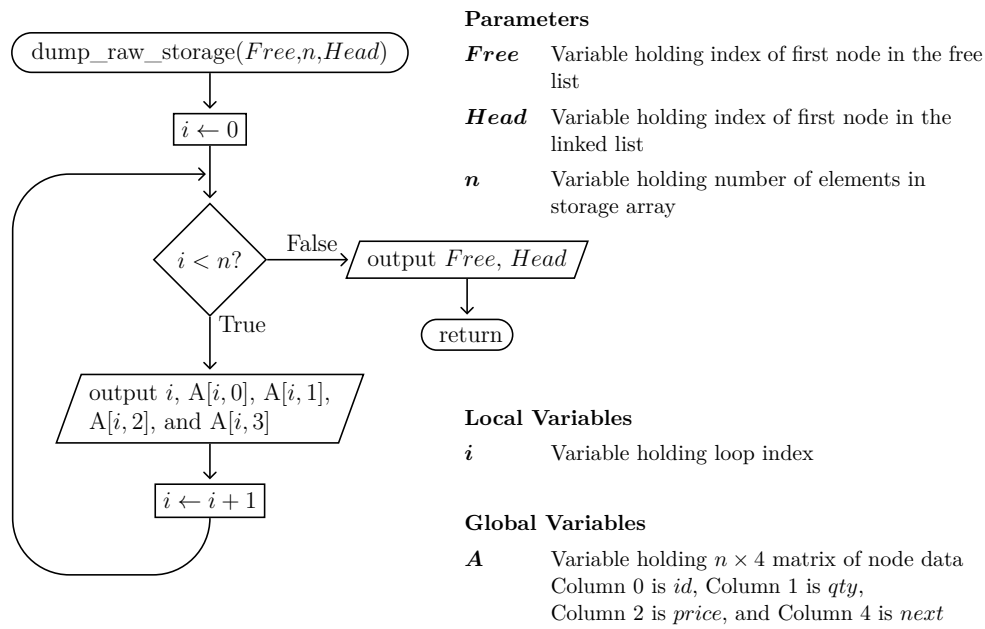 dump_raw_storage(Free,n,Head)
i ← 0
i < n?
False
output Free, Head
return
True
output i, A[i, 0], A[i, 1],
A[i, 2], and A[i, 3]
i ← i + 1
Parameters
Free Variable holding index of first node in the free
list
Head Variable holding index of first node in the
linked list
n Variable holding number of elements in
storage array
Local Variables
i Variable holding loop index
Global Variables
A Variable holding n × 4 matrix of node data
Column 0 is id, Column 1 is qty,
Column 2 is price, and Column 4 is next